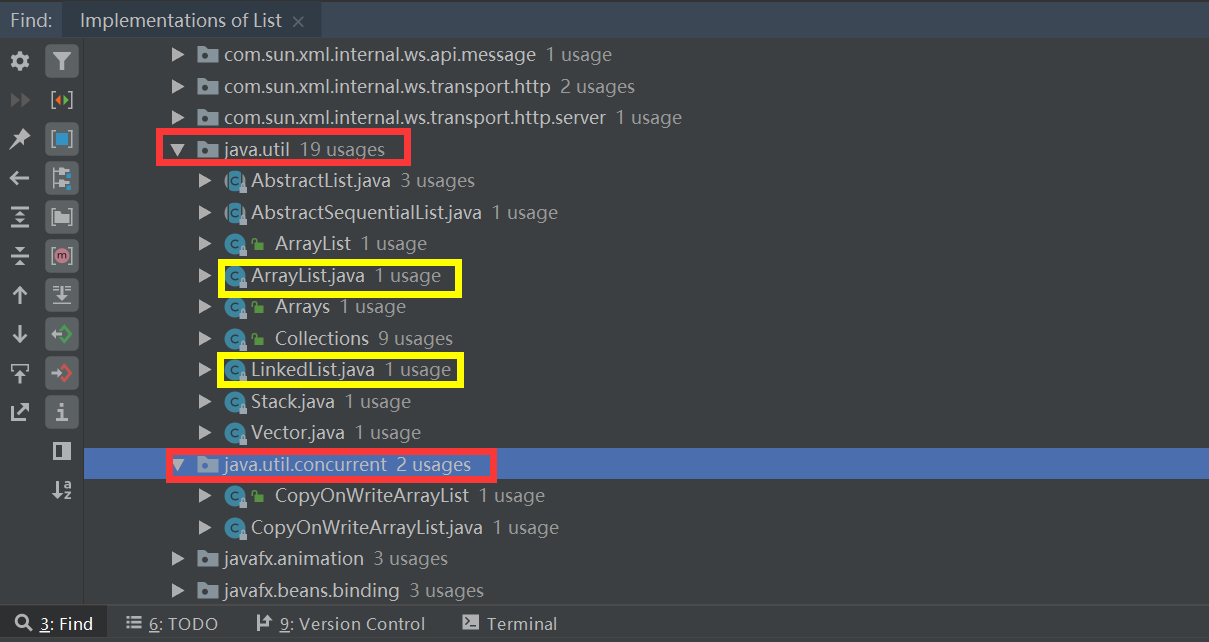 Find: Implementations of List
com.sun.xml.internal.ws.api.message 1 usage
com.sun.xml.internal.ws.transport.http 2 usages
com.sun.xml.internal.ws.transport.http.server 1 usage
java.util 19 usages
AbstractList.java 3 usages
AbstractSequentialList.java 1 usage
ArrayList 1 usage
ArrayList.java 1 usage
Arrays 1 usage
Collections 9 usages
LinkedList.java 1 usage
Stack.java 1 usage
Vector.java 1 usage
java.util.concurrent 2 usages
CopyOnWriteArrayList 1 usage
CopyOnWriteArrayList.java 1 usage
javafx.animation 3 usages
javafx.beans.binding 3 usages
3: Find 6: TODO 9: Version Control Terminal